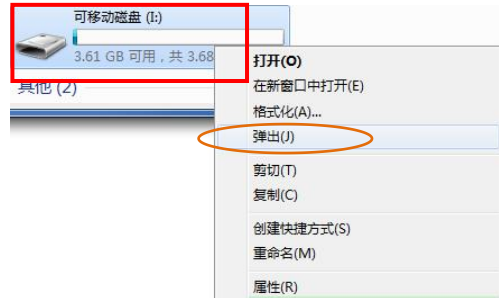 可移动磁盘 (I:)
3.61 GB 可用，共 3.68
其他 (2)
打开(O)
在新窗口中打开(E)
格式化(A)...
弹出(J)
剪切(T)
复制(C)
创建快捷方式(S)
重命名(M)
属性(R)